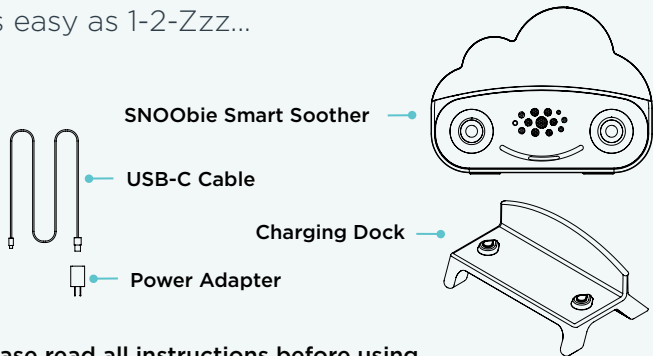 s easy as 1-2-Zzz...
SNOObie Smart Soother
USB-C Cable
Charging Dock
Power Adapter
ase read all instructions before using